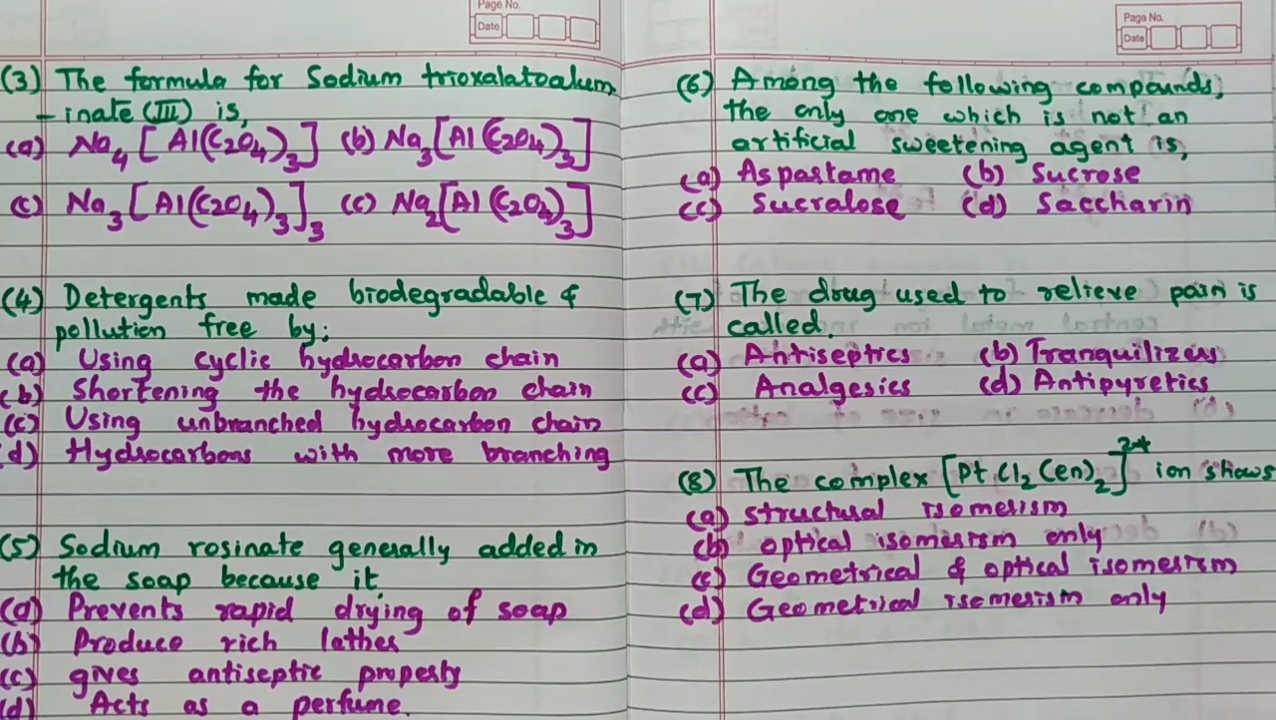 Page No.
Date
(3) The formula for Sodium trioxalatoalum
- inate (III) is,
(a) Na4 [Al(C2O4)3] (b) Na3[Al(C2O4)3]
(c) Na3[Al(C2O4)3]3 (c) Na2[Al(C2O4)3]
(4) Detergents made biodegradable &
pollution free by:
(a) Using cyclic hydrocarbon chain
(b) Shortening the hydrocarbon chain
(c) Using unbranched hydrocarbon chain
(d) Hydrocarbons with more branching
(5) Sodium rosinate generally added in
the soap because it
(a) Prevents rapid drying of soap
(b) Produce rich lather
(c) gives antiseptic property
(d) Acts as a perfume.
Page No.
Date
(6) Among the following compounds,
the only one which is not an
artificial sweetening agent is,
(a) Aspartame (b) Sucrose
(c) Sucralose (d) Saccharin
(7) The drug used to relieve pain is
called.
(a) Antiseptics (b) Tranquilizers
(c) Analgesics (d) Antipyretics
(8) The complex [Pt Cl2 (en)2]2+ ion shows
(a) structural isomerism
(b) optical isomerism only
(c) Geometrical & optical isomerism
(d) Geometrical isomerism only